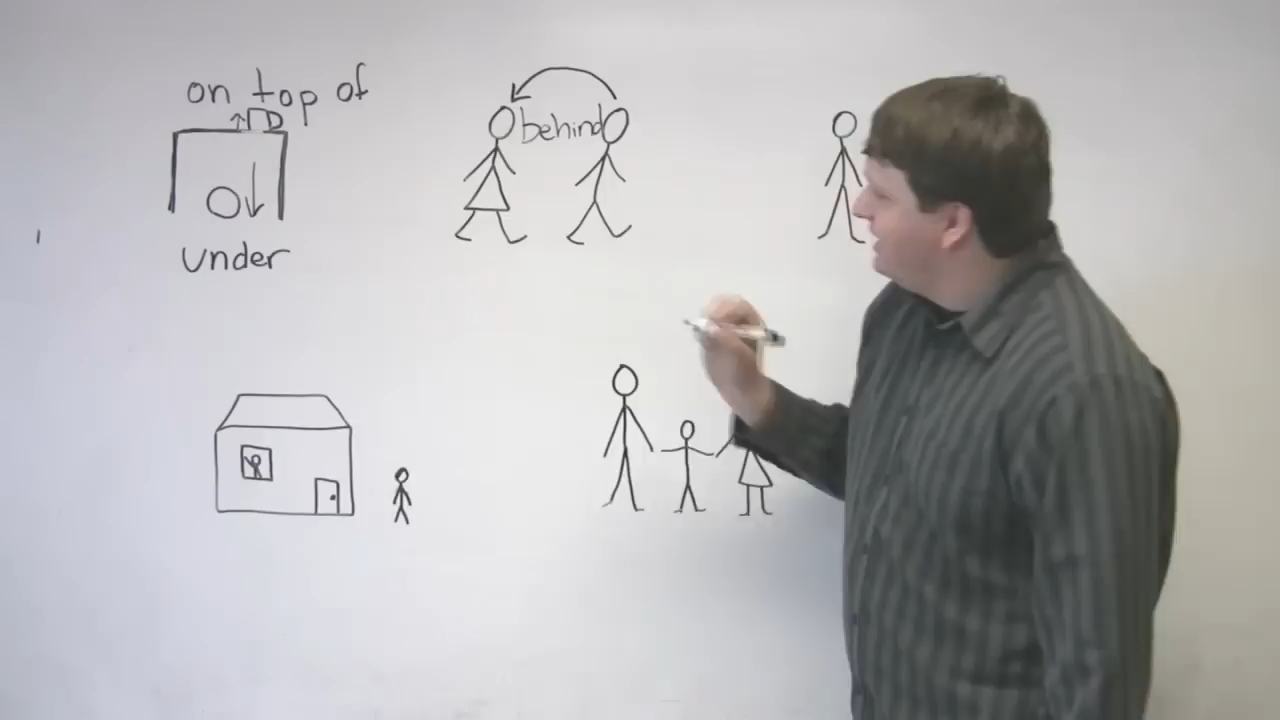 on top of
under
behind